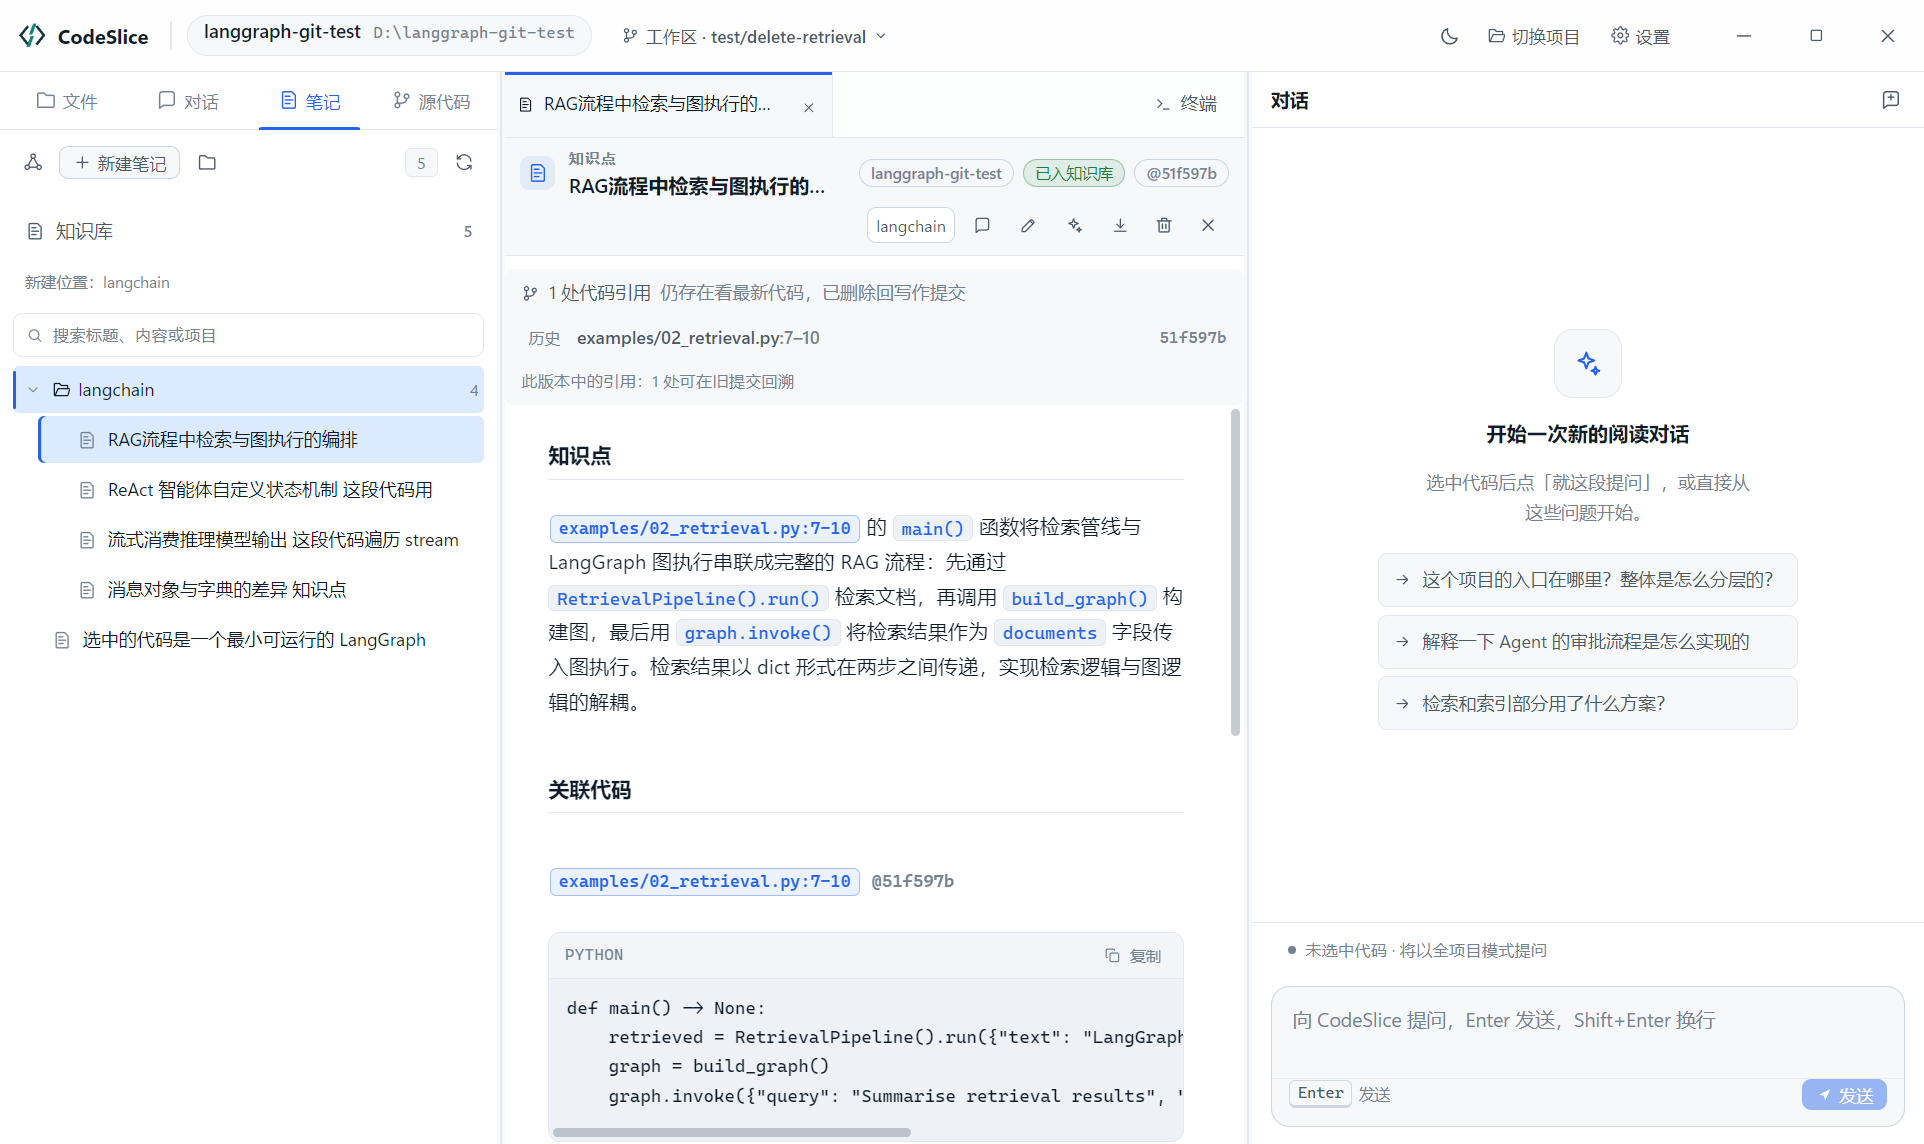 CodeSlice
langgraph-git-test D:\langgraph-git-test
工作区 · test/delete-retrieval
切换项目
设置
文件
对话
笔记
源代码
新建笔记
5
知识库
5
新建位置：langchain
搜索标题、内容或项目
langchain
4
RAG流程中检索与图执行的编排
ReAct 智能体自定义状态机制 这段代码用
流式消费推理模型输出 这段代码遍历 stream
消息对象与字典的差异 知识点
选中的代码是一个最小可运行的 LangGraph
RAG流程中检索与图执行的...
终端
知识点
RAG流程中检索与图执行的...
langgraph-git-test
已入知识库
@51f597b
langchain
1 处代码引用 仍存在看最新代码，已删除回写作提交
历史 examples/02_retrieval.py:7–10 51f597b
此版本中的引用：1 处可在旧提交回溯
知识点
examples/02_retrieval.py:7–10 的 main() 函数将检索管线与
LangGraph 图执行串联成完整的 RAG 流程：先通过
RetrievalPipeline().run() 检索文档，再调用 build_graph() 构
建图，最后用 graph.invoke() 将检索结果作为 documents 字段传
入图执行。检索结果以 dict 形式在两步之间传递，实现检索逻辑与图逻
辑的解耦。
关联代码
examples/02_retrieval.py:7–10 @51f597b
PYTHON
复制
def main() -> None:
retrieved = RetrievalPipeline().run({"text": "LangGraph
graph = build_graph()
graph.invoke({"query": "Summarise retrieval results", "
对话
开始一次新的阅读对话
选中代码后点「就这段提问」，或直接从
这些问题开始。
→ 这个项目的入口在哪里？整体是怎么分层的？
→ 解释一下 Agent 的审批流程是怎么实现的
→ 检索和索引部分用了什么方案？
未选中代码 · 将以全项目模式提问
向 CodeSlice 提问，Enter 发送，Shift+Enter 换行
Enter 发送
发送